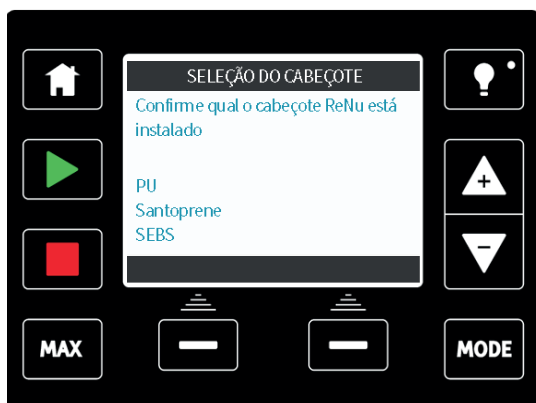 SELEÇÃO DO CABEÇOTE
Confirme qual o cabeçote ReNu está
instalado
PU
Santoprene
SEBS
+
−
MAX
MODE